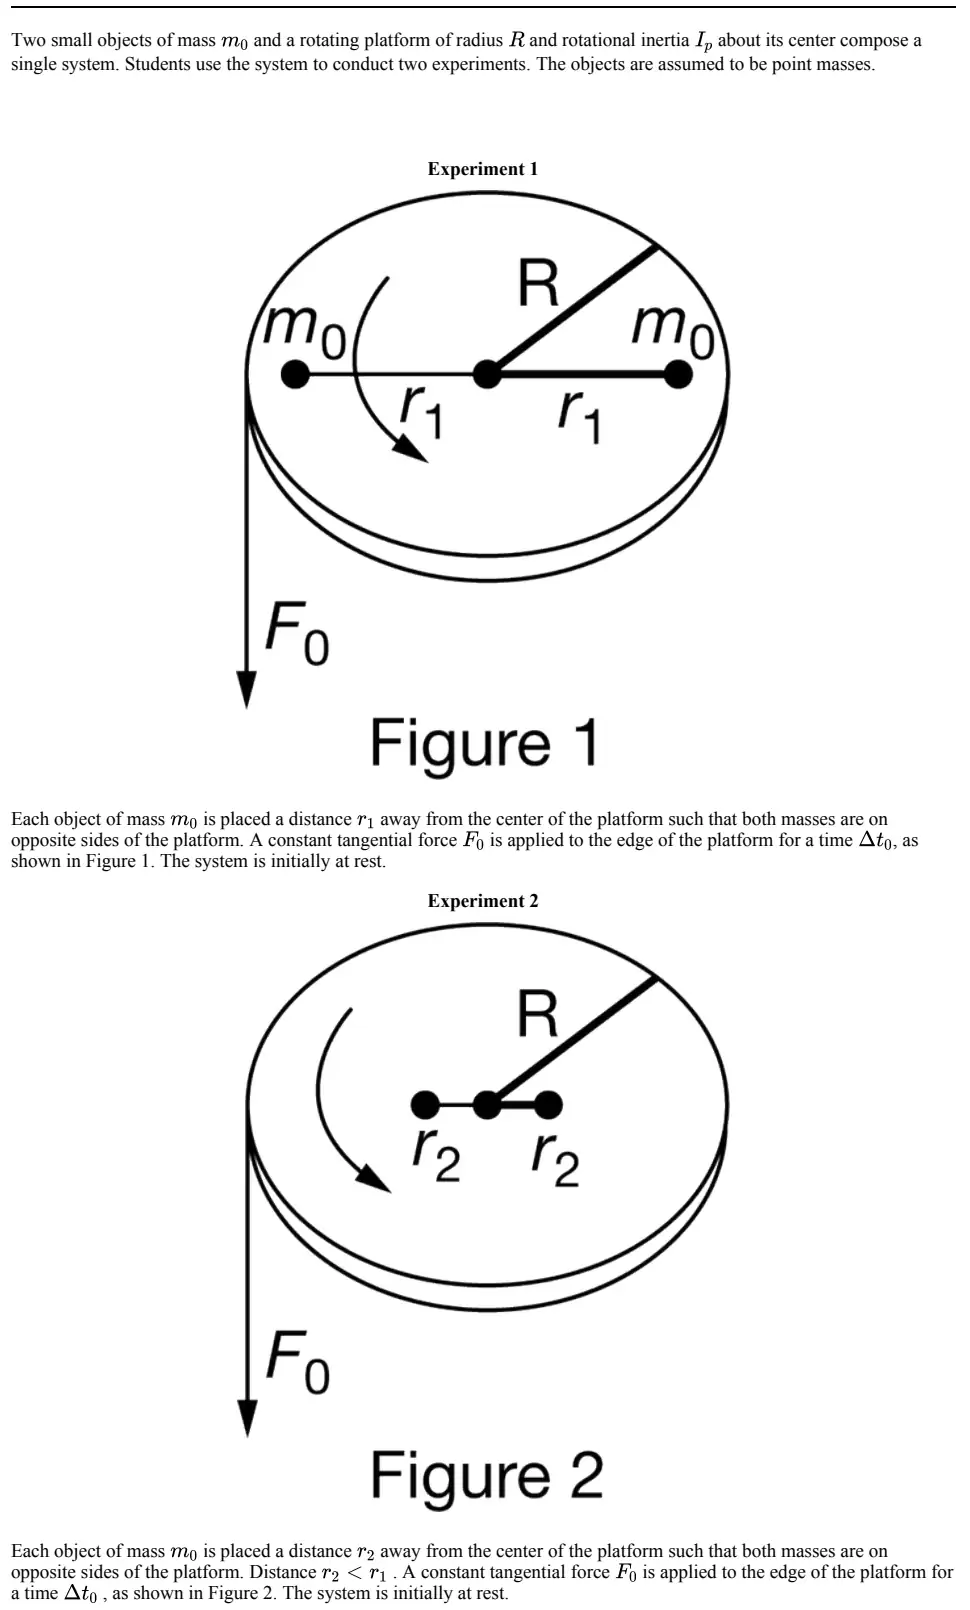 Two small objects of mass m₀ and a rotating platform of radius R and rotational inertia Iₚ about its center compose a
single system. Students use the system to conduct two experiments. The objects are assumed to be point masses.
Experiment 1
R
m₀ m₀
r₁ r₁
F₀
Figure 1
Each object of mass m₀ is placed a distance r₁ away from the center of the platform such that both masses are on
opposite sides of the platform. A constant tangential force F₀ is applied to the edge of the platform for a time Δt₀, as
shown in Figure 1. The system is initially at rest.
Experiment 2
R
r₂ r₂
F₀
Figure 2
Each object of mass m₀ is placed a distance r₂ away from the center of the platform such that both masses are on
opposite sides of the platform. Distance r₂ < r₁ . A constant tangential force F₀ is applied to the edge of the platform for
a time Δt₀ , as shown in Figure 2. The system is initially at rest.